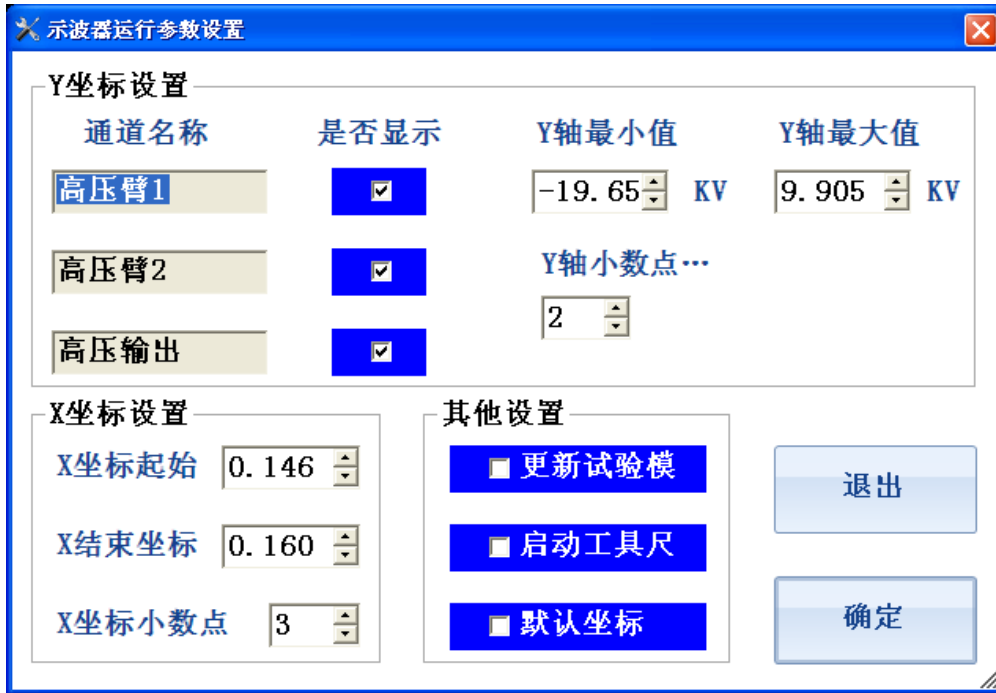 示波器运行参数设置
Y坐标设置
通道名称 是否显示 Y轴最小值 Y轴最大值
高压臂1 -19.65 KV 9.905 KV
高压臂2 Y轴小数点…
2
高压输出
X坐标设置
X坐标起始 0.146
X结束坐标 0.160
X坐标小数点 3
其他设置
更新试验模
启动工具尺
默认坐标
退出
确定